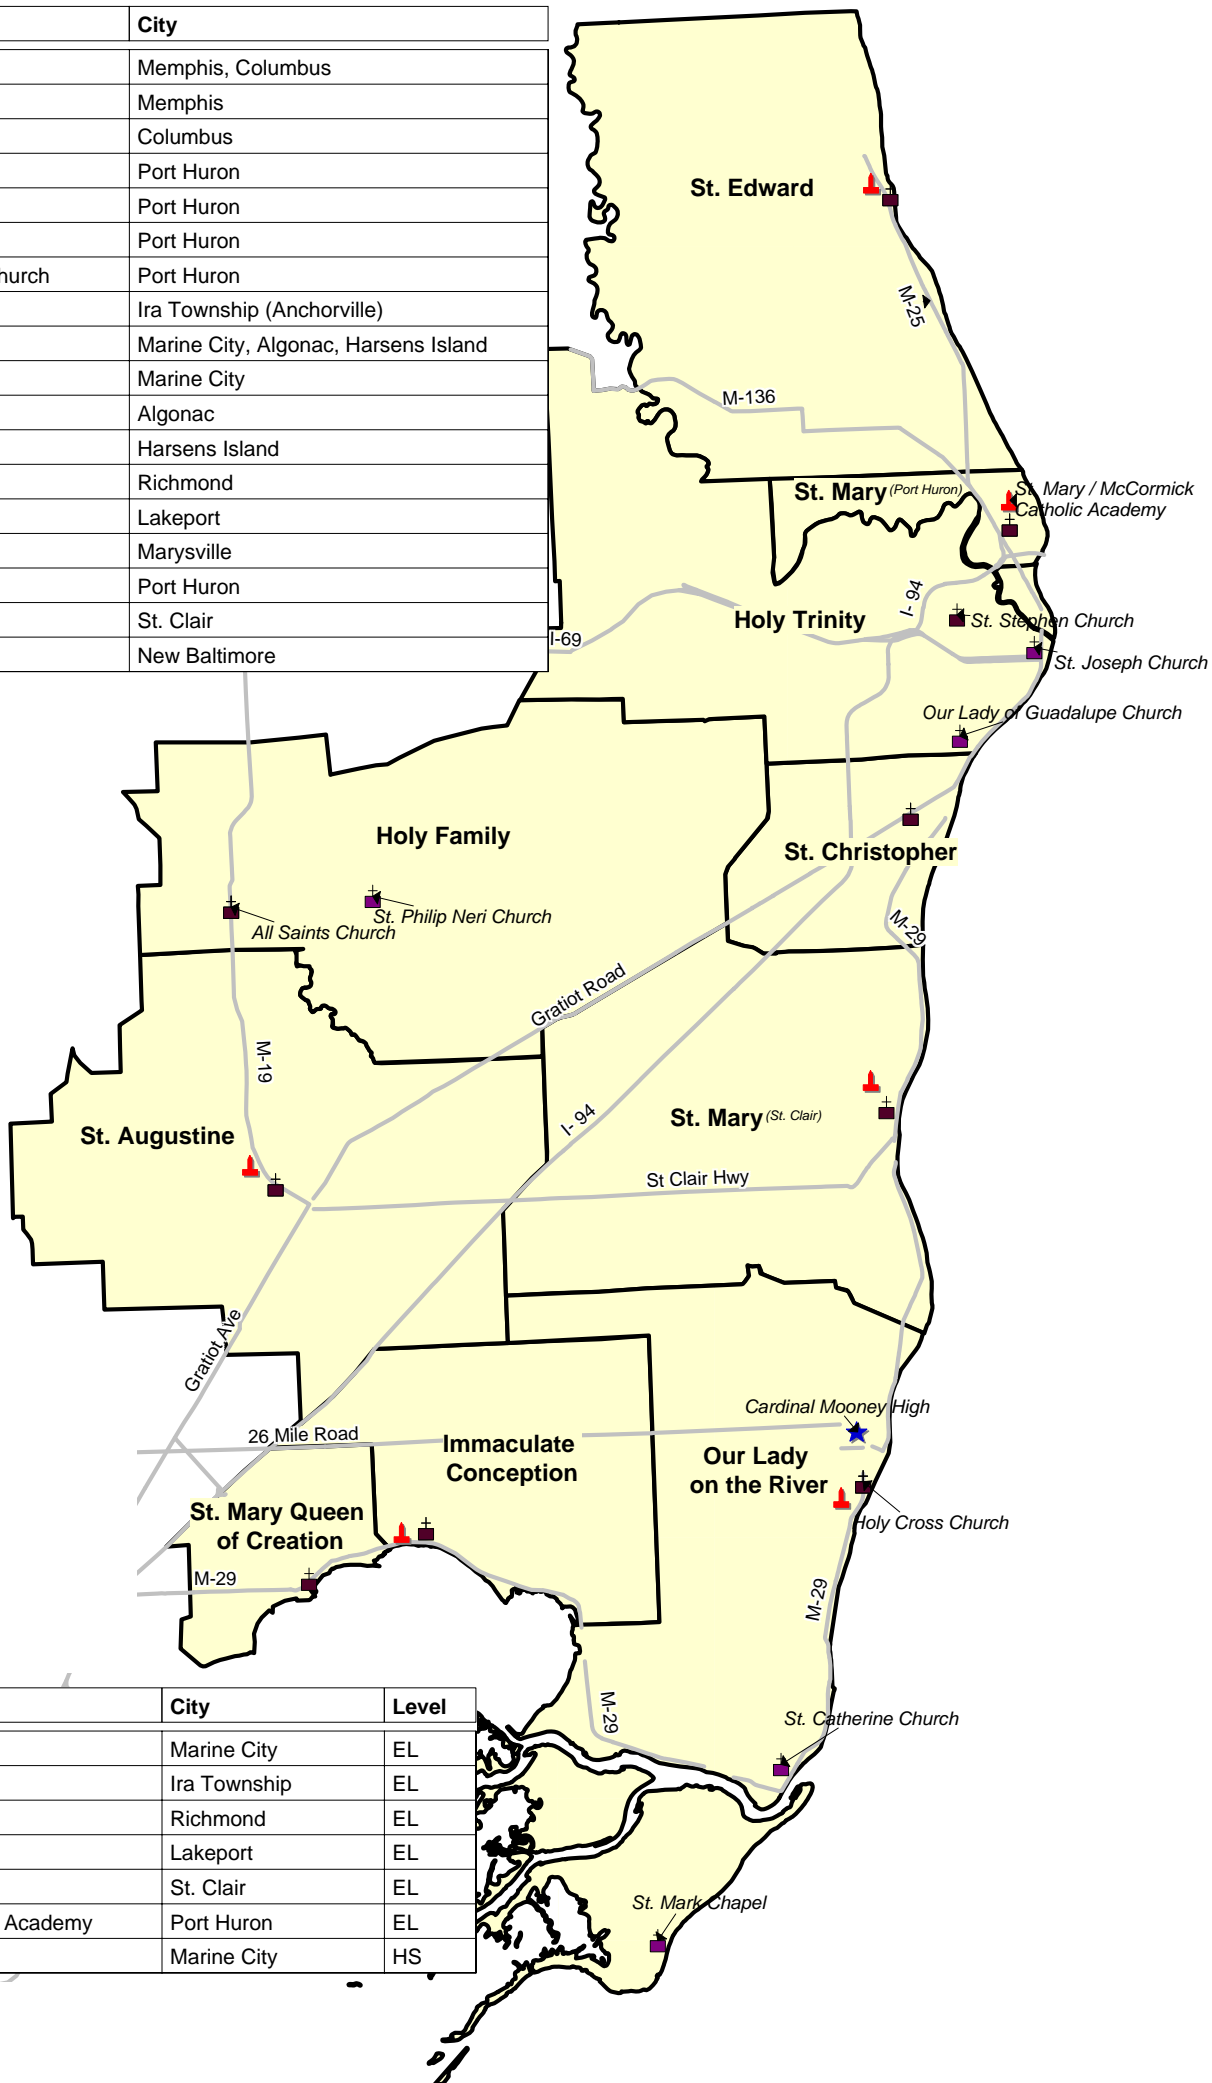 City
Memphis, Columbus
Memphis
Columbus
Port Huron
Port Huron
Port Huron
hurch Port Huron
Ira Township (Anchorville)
Marine City, Algonac, Harsens Island
Marine City
Algonac
Harsens Island
Richmond
Lakeport
Marysville
Port Huron
St. Clair
New Baltimore
St. Edward
M-25
M-136
St. Mary (Port Huron)
St. Mary / McCormick
Catholic Academy
I- 94
Holy Trinity
St. Stephen Church
I-69
St. Joseph Church
Our Lady of Guadalupe Church
Holy Family
St. Christopher
St. Philip Neri Church
All Saints Church
M-29
Gratiot Road
M-19
I- 94
St. Mary (St. Clair)
St. Augustine
St Clair Hwy
Gratiot Ave
Cardinal Mooney High
26 Mile Road
Immaculate
Conception
Our Lady
on the River
St. Mary Queen
of Creation
Holy Cross Church
M-29
M-29
M-29
St. Catherine Church
City Level
Marine City EL
Ira Township EL
Richmond EL
Lakeport EL
St. Clair EL
Academy Port Huron EL
Marine City HS
St. Mark Chapel